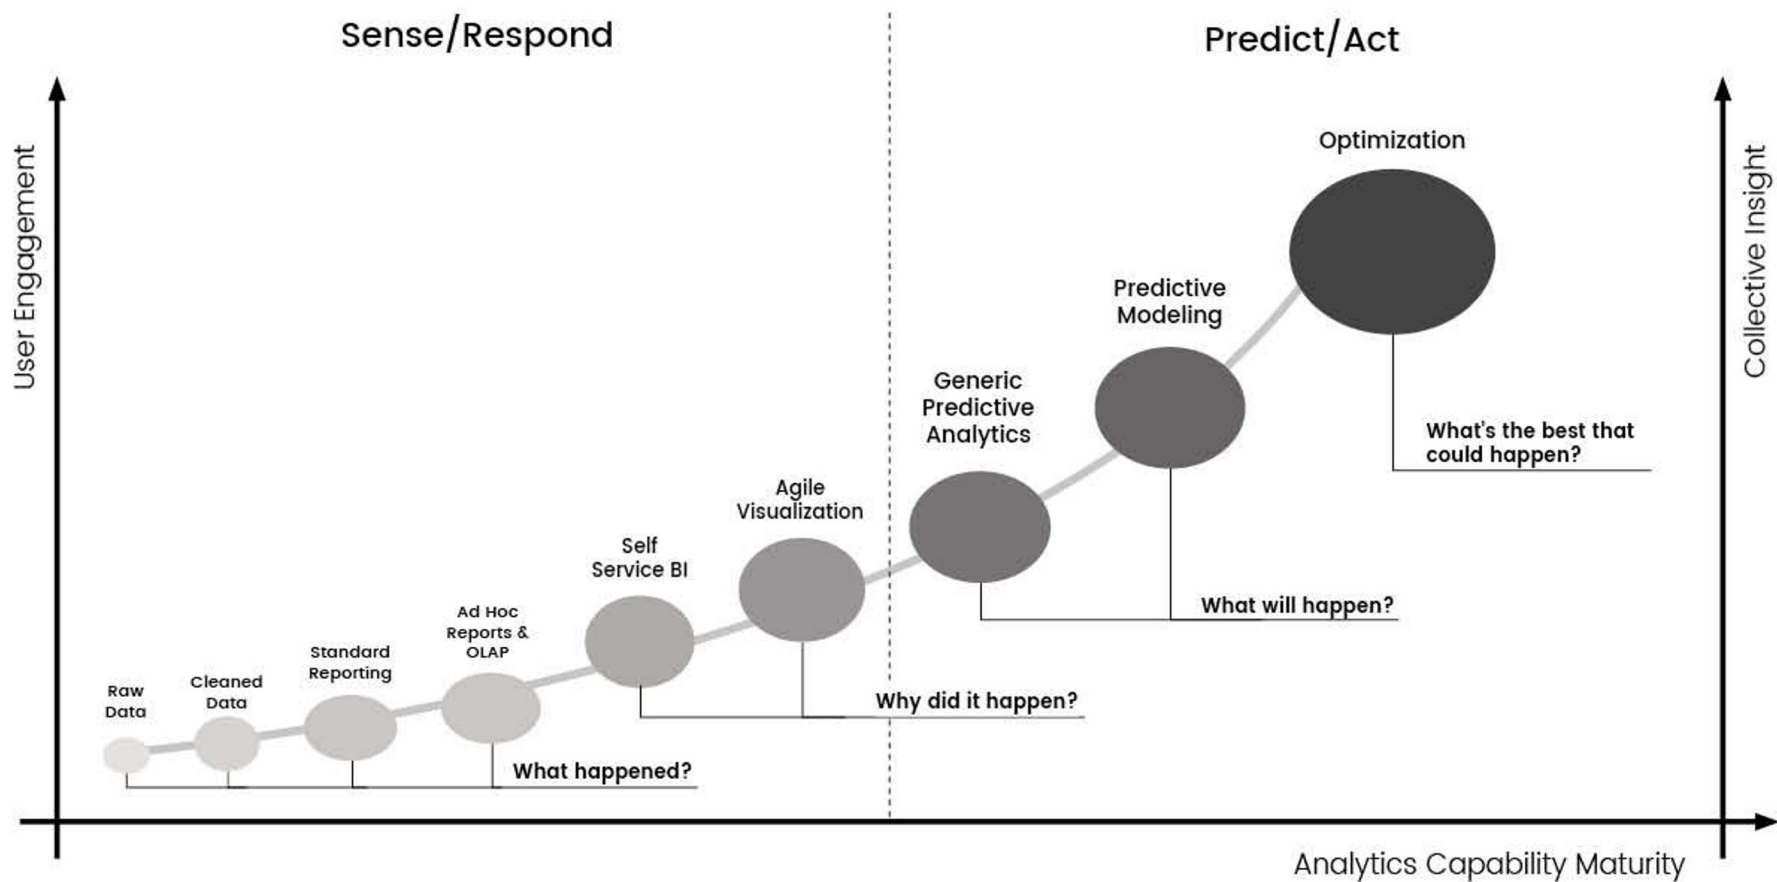 Sense/Respond
Predict/Act
User Engagement
Collective Insight
Raw
Data
Cleaned
Data
Standard
Reporting
Ad Hoc
Reports &
OLAP
What happened?
Self
Service BI
Agile
Visualization
Why did it happen?
Generic
Predictive
Analytics
Predictive
Modeling
What will happen?
Optimization
What's the best that
could happen?
Analytics Capability Maturity